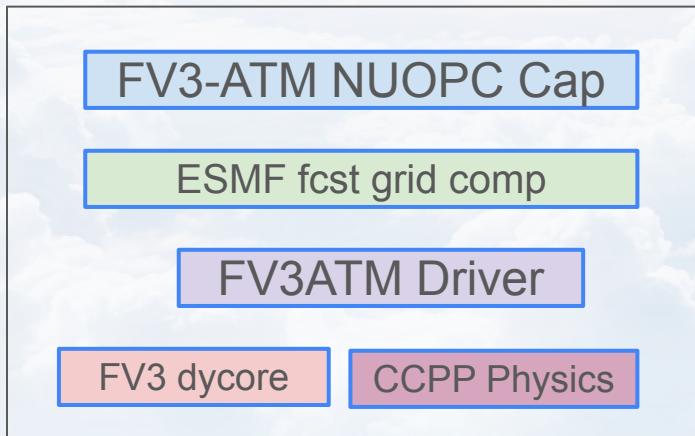 FV3-ATM NUOPC Cap
ESMF fcst grid comp
FV3ATM Driver
FV3 dycore
CCPP Physics